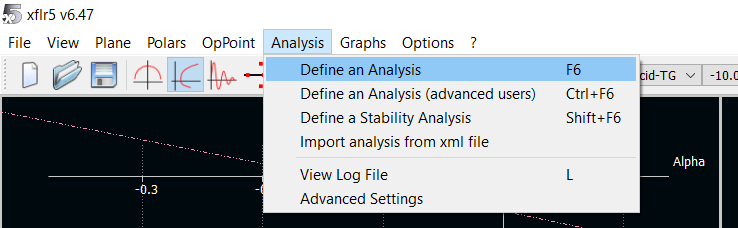 xflr5 v6.47
File View Plane Polars OpPoint Analysis Graphs Options ?
Define an Analysis F6
cid-TG -10.0
Define an Analysis (advanced users) Ctrl+F6
Define a Stability Analysis Shift+F6
Import analysis from xml file
View Log File L
Advanced Settings
Alpha
-0.3